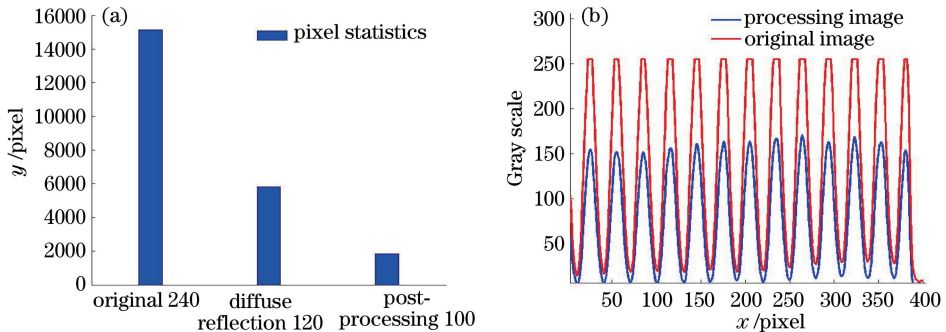 (a)
pixel statistics
y/pixel
16000
14000
12000
10000
8000
6000
4000
2000
0
original 240
diffuse
reflection 120
post-
processing 100
(b)
processing image
original image
Gray scale
300
250
200
150
100
50
50 100 150 200 250 300 350 400
x/pixel